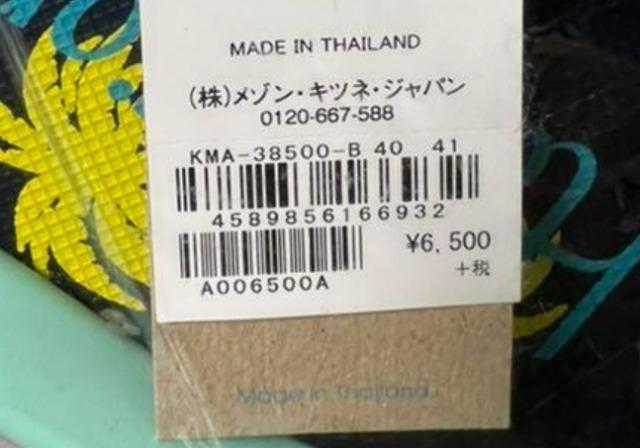 MADE IN THAILAND
(株)メゾン・キツネ・ジャパン
0120-667-588
KMA-38500-B 40 41
4589856166932
¥6,500
+税
A006500A
Made in Thailand